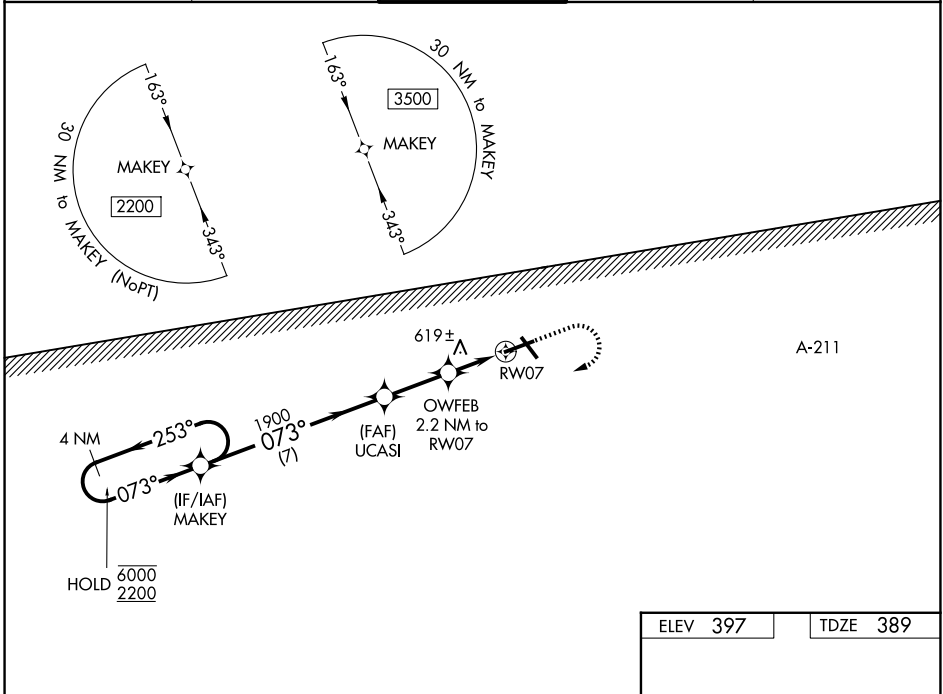 163°
MAKEY
2200
343°
30 NM to MAKEY (NoPT)
163°
3500
MAKEY
343°
30 NM to MAKEY
619±
A-211
RW07
OWFEB
2.2 NM to
RW07
(FAF)
UCASI
1900
073°
(7)
4 NM
253°
073°
(IF/IAF)
MAKEY
HOLD 6000
2200
ELEV 397
TDZE 389